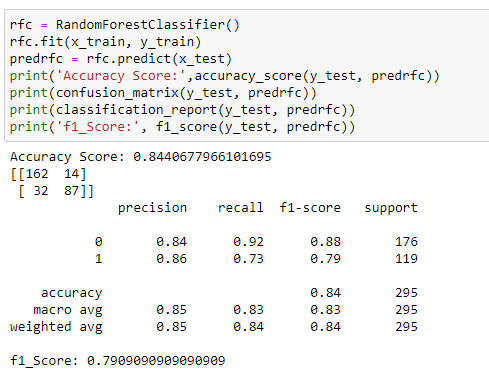 rfc = RandomForestClassifier()
rfc.fit(x_train, y_train)
predrfc = rfc.predict(x_test)
print('Accuracy Score:',accuracy_score(y_test, predrfc))
print(confusion_matrix(y_test, predrfc))
print(classification_report(y_test, predrfc))
print('f1_Score:', f1_score(y_test, predrfc))
Accuracy Score: 0.8440677966101695
[[162  14]
 [ 32  87]]
              precision    recall  f1-score   support
           0       0.84      0.92      0.88       176
           1       0.86      0.73      0.79       119
    accuracy                           0.84       295
   macro avg       0.85      0.83      0.83       295
weighted avg       0.85      0.84      0.84       295
f1_Score: 0.7909090909090909